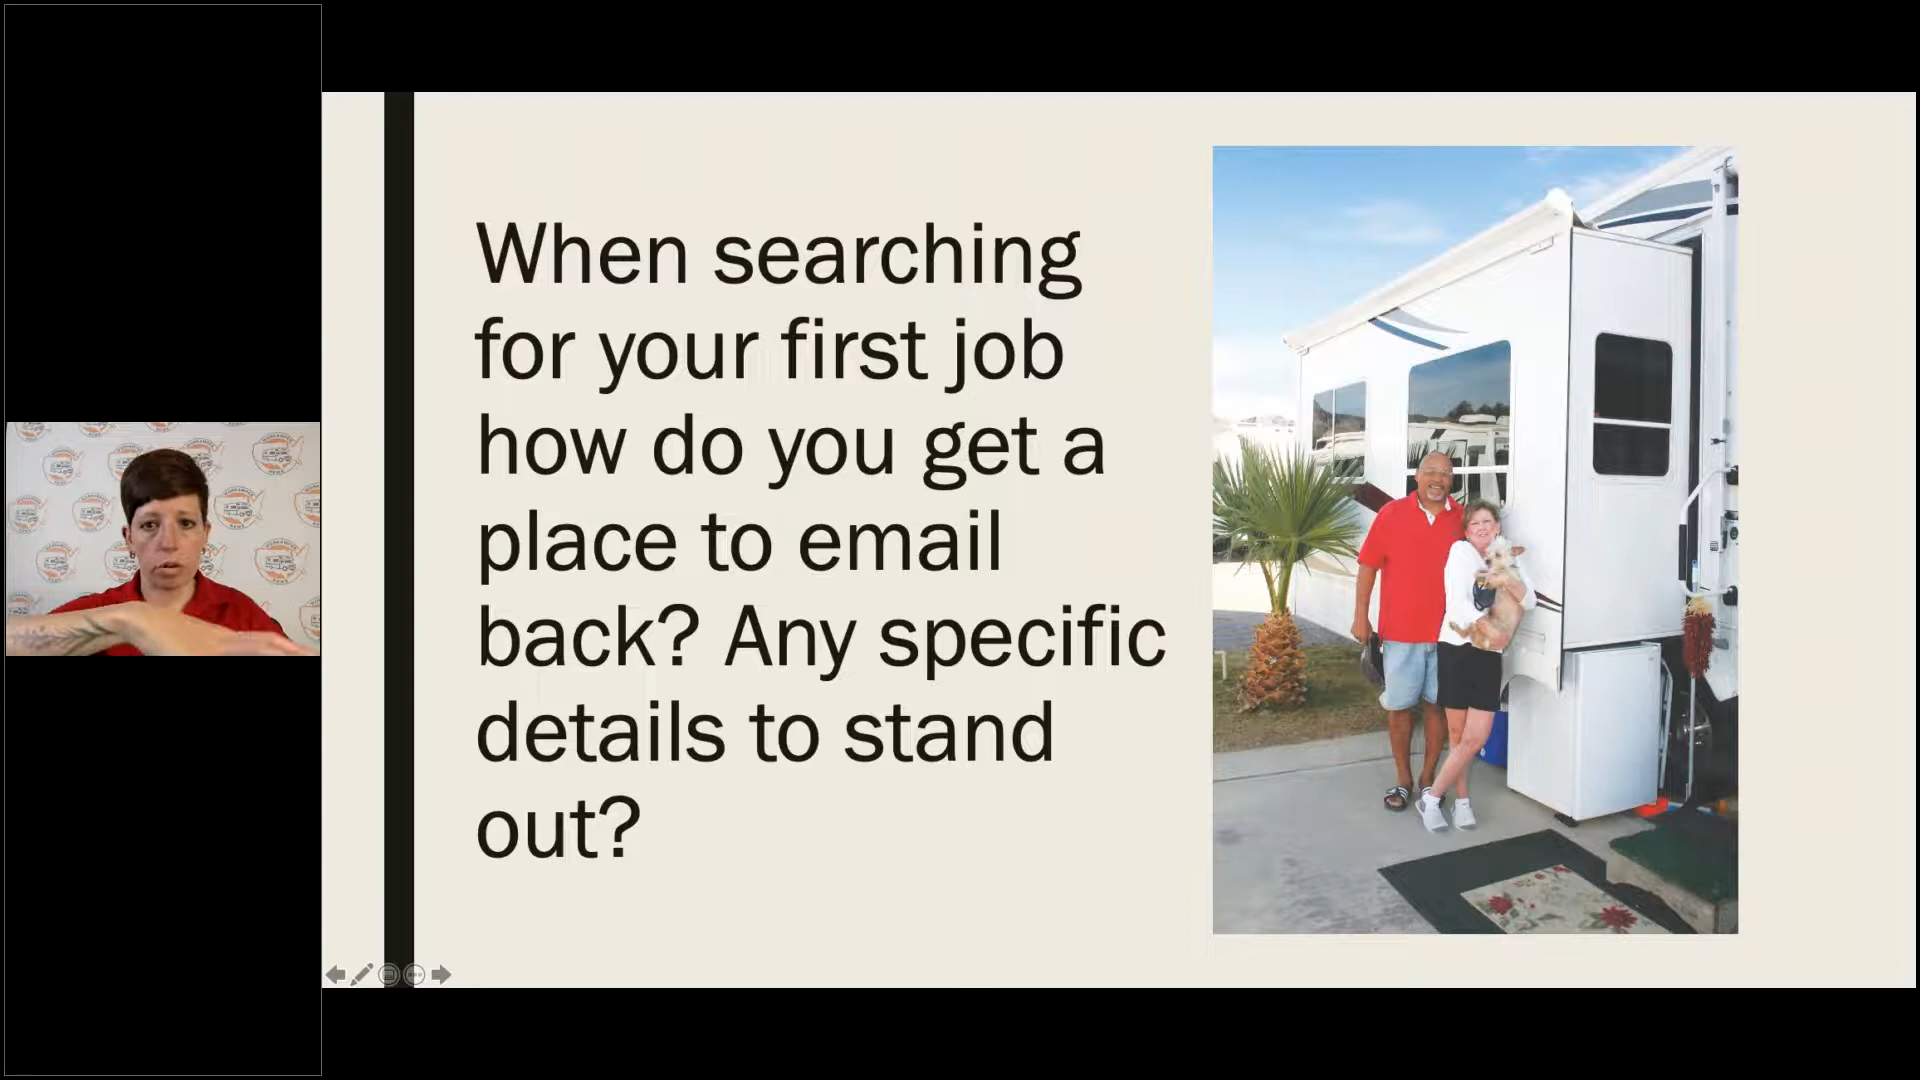 When searching
for your first job
how do you get a
place to email
back? Any specific
details to stand
out?